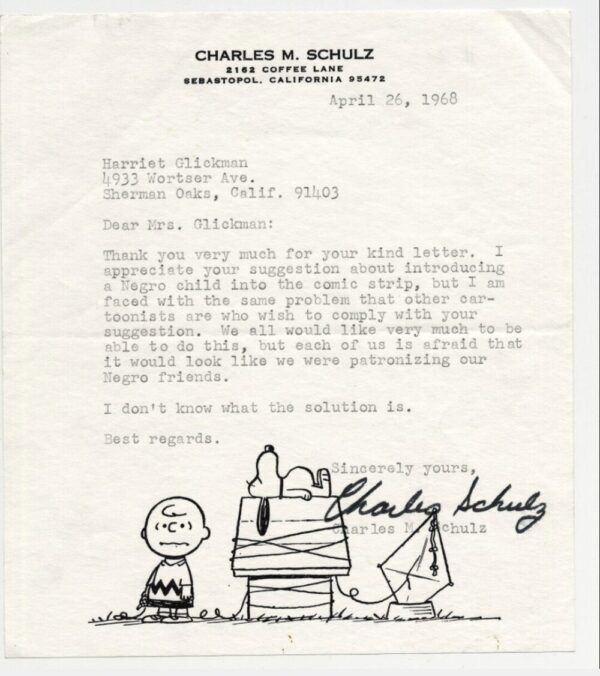 CHARLES M. SCHULZ
2162 COFFEE LANE
SEBASTOPOL, CALIFORNIA 95472
April 26, 1968
Harriet Glickman
4933 Wortser Ave.
Sherman Oaks, Calif. 91403
Dear Mrs. Glickman:
Thank you very much for your kind letter. I
appreciate your suggestion about introducing
a Negro child into the comic strip, but I am
faced with the same problem that other car-
toonists are who wish to comply with your
suggestion. We all would like very much to be
able to do this, but each of us is afraid that
it would look like we were patronizing our
Negro friends.
I don't know what the solution is.
Best regards.
Sincerely yours,
Charles Schulz
Charles M. Schulz